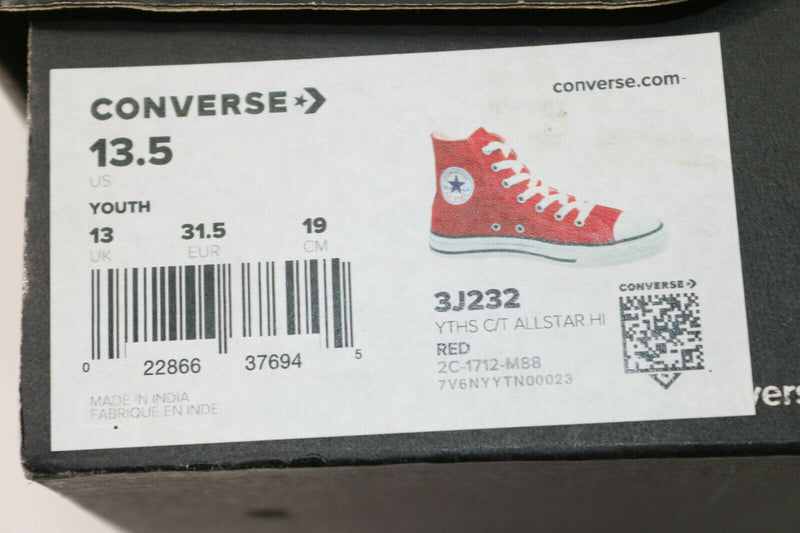 CONVERSE
converse.com
13.5
US
YOUTH
13 31.5 19
UK EUR CM
0 22866 37694 5
MADE IN INDIA
FABRIQUE EN INDE
3J232
YTHS C/T ALLSTAR HI
RED
2C-1712-M88
7V6NYYTN00023
CONVERSE